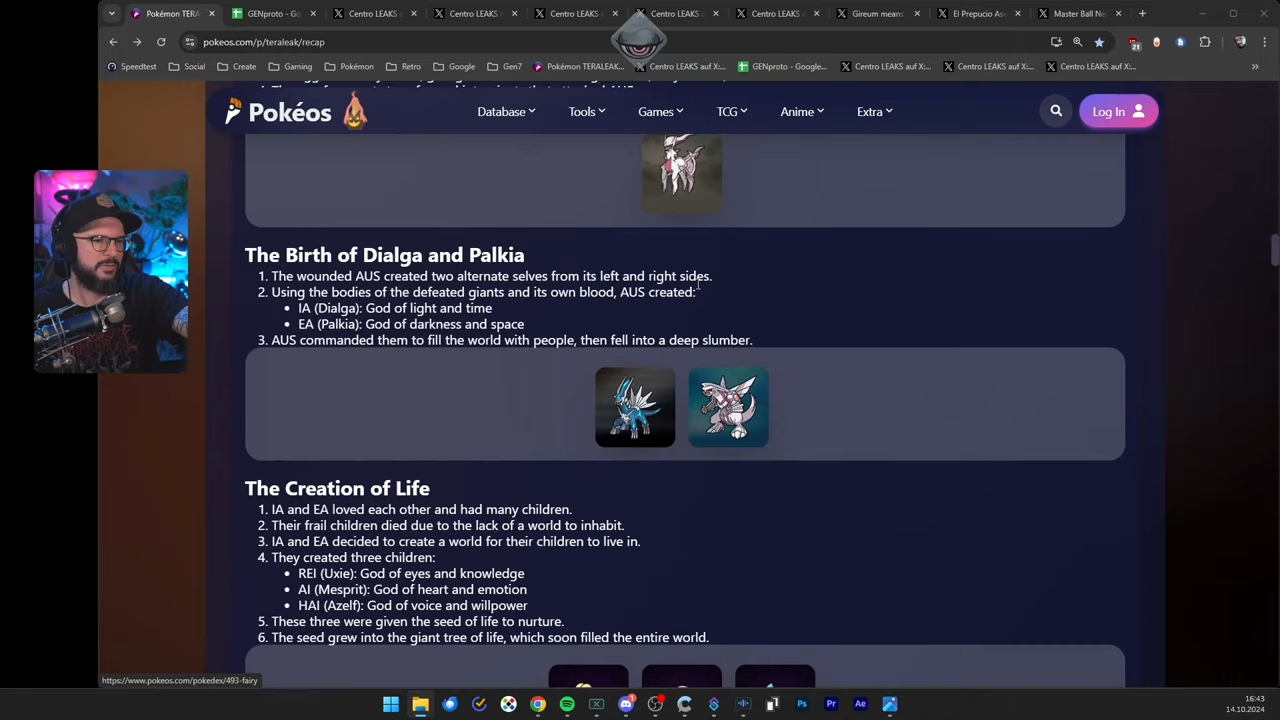 Pokémon TERA
GENproto - Go
Centro LEAKS
Centro LEAKS A
Centro LEAKS
Centro LEAKS
Centro LEAKS
Gireum means
El Prepucio As
Master Ball Ne
pokeos.com/p/teraleak/recap
21
Speedtest
Social
Create
Gaming
Pokémon
Retro
Google
Gen7
Pokémon TERALEAK...
Centro LEAKS auf X:...
GENproto - Google...
Centro LEAKS auf X:...
Centro LEAKS auf X:...
Centro LEAKS auf X:...
Pokéos
Database
Tools
Games
TCG
Anime
Extra
Log In
The Birth of Dialga and Palkia
1. The wounded AUS created two alternate selves from its left and right sides.
2. Using the bodies of the defeated giants and its own blood, AUS created:
• IA (Dialga): God of light and time
• EA (Palkia): God of darkness and space
3. AUS commanded them to fill the world with people, then fell into a deep slumber.
The Creation of Life
1. IA and EA loved each other and had many children.
2. Their frail children died due to the lack of a world to inhabit.
3. IA and EA decided to create a world for their children to live in.
4. They created three children:
• REI (Uxie): God of eyes and knowledge
• AI (Mesprit): God of heart and emotion
• HAI (Azelf): God of voice and willpower
5. These three were given the seed of life to nurture.
6. The seed grew into the giant tree of life, which soon filled the entire world.
https://www.pokeos.com/pokedex/493-fairy
1
Ps
Pr
Ae
16:43
14.10.2024